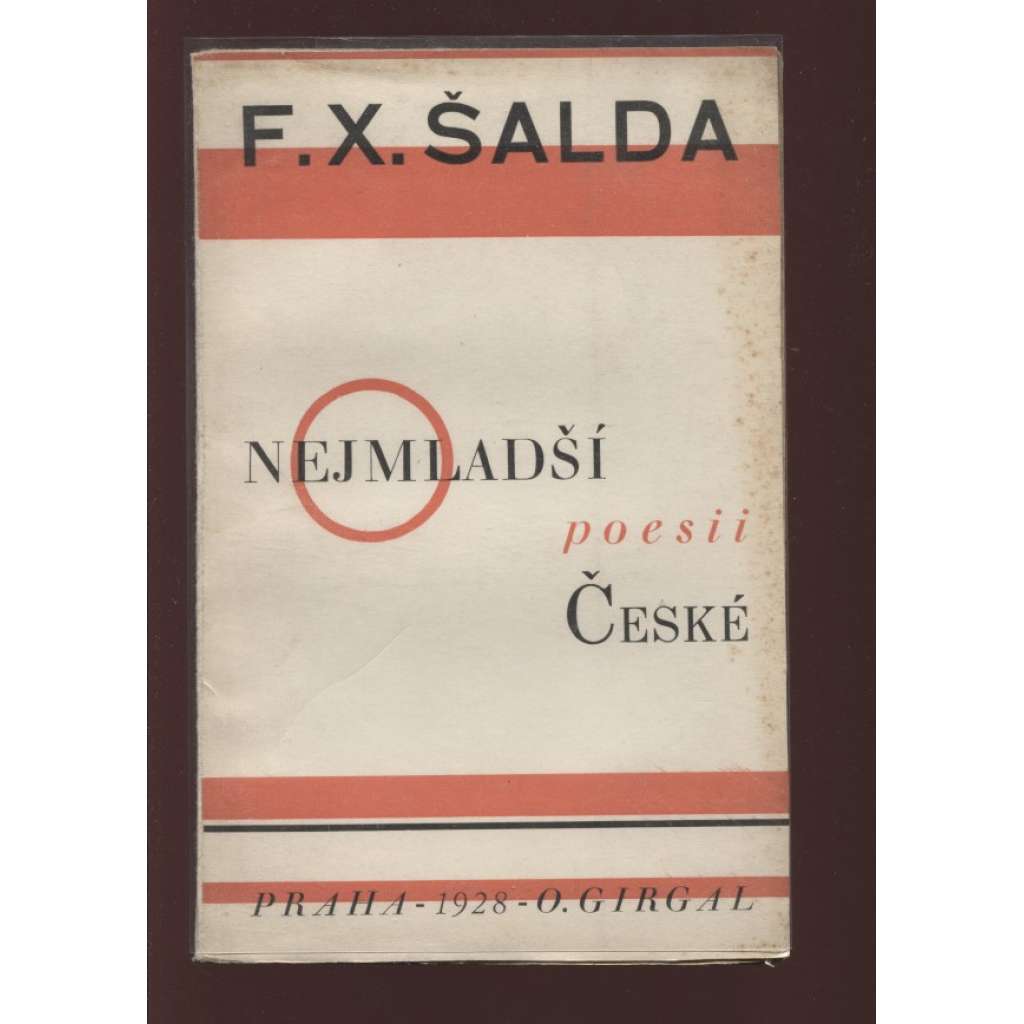 F. X. ŠALDA
O NEJMLADŠÍ
poesii
ČESKÉ
PRAHA - 1928 - O. GIRGAL